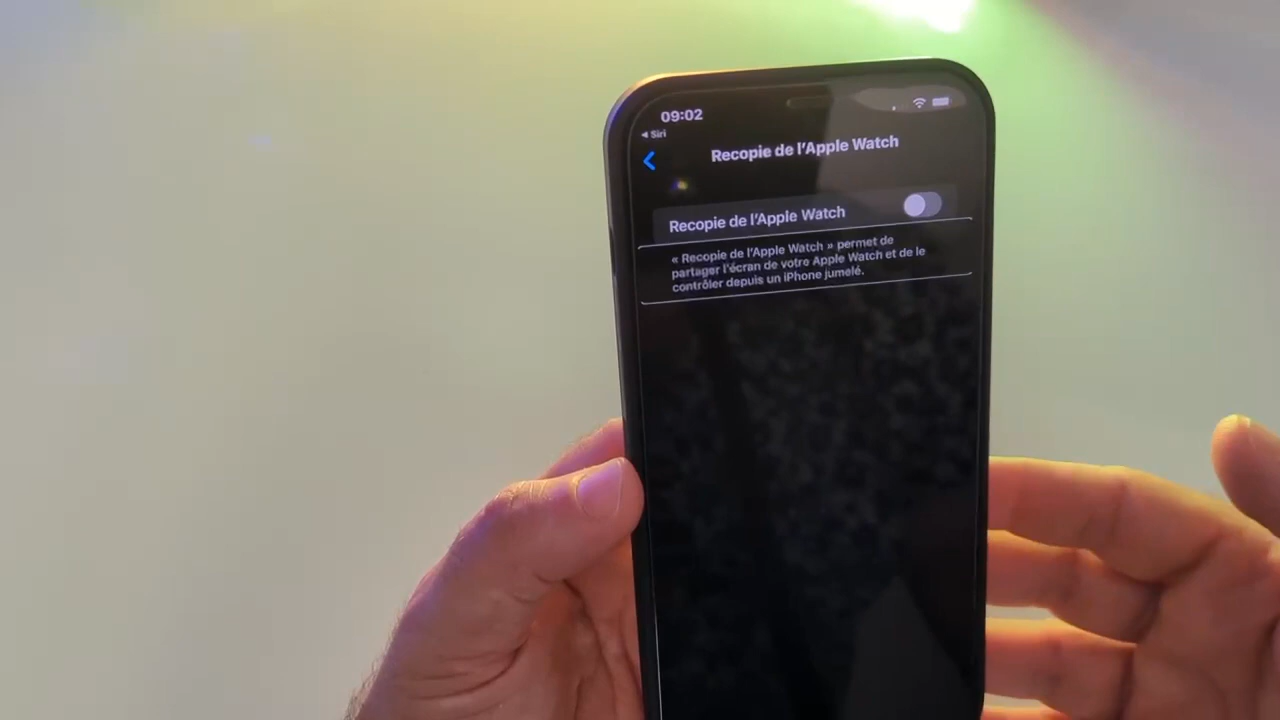 09:02
◀ Siri
Recopie de l'Apple Watch
Recopie de l'Apple Watch
« Recopie de l'Apple Watch » permet de
partager l'écran de votre Apple Watch et de le
contrôler depuis un iPhone jumelé.